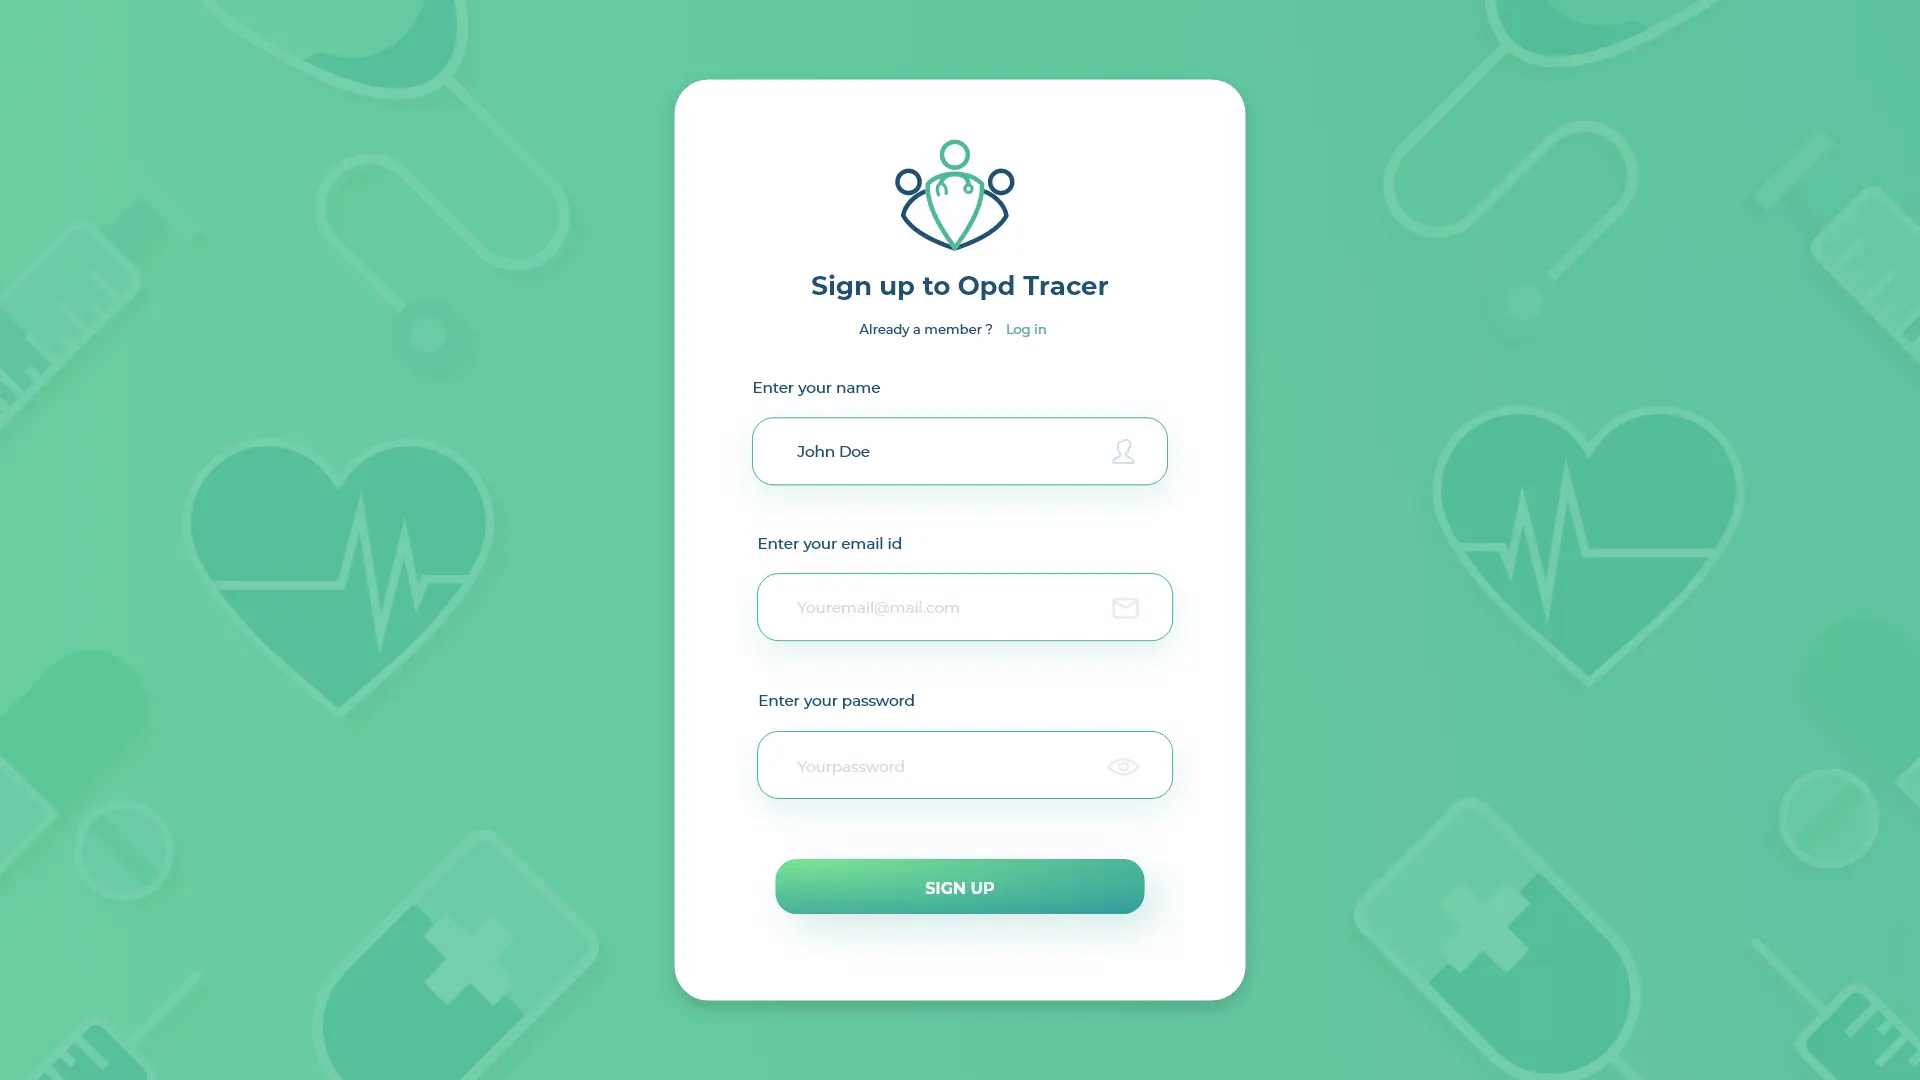 Sign up to Opd Tracer
Already a member ? Log in
Enter your name
John Doe
Enter your email id
Youremail@mail.com
Enter your password
Yourpassword
SIGN UP